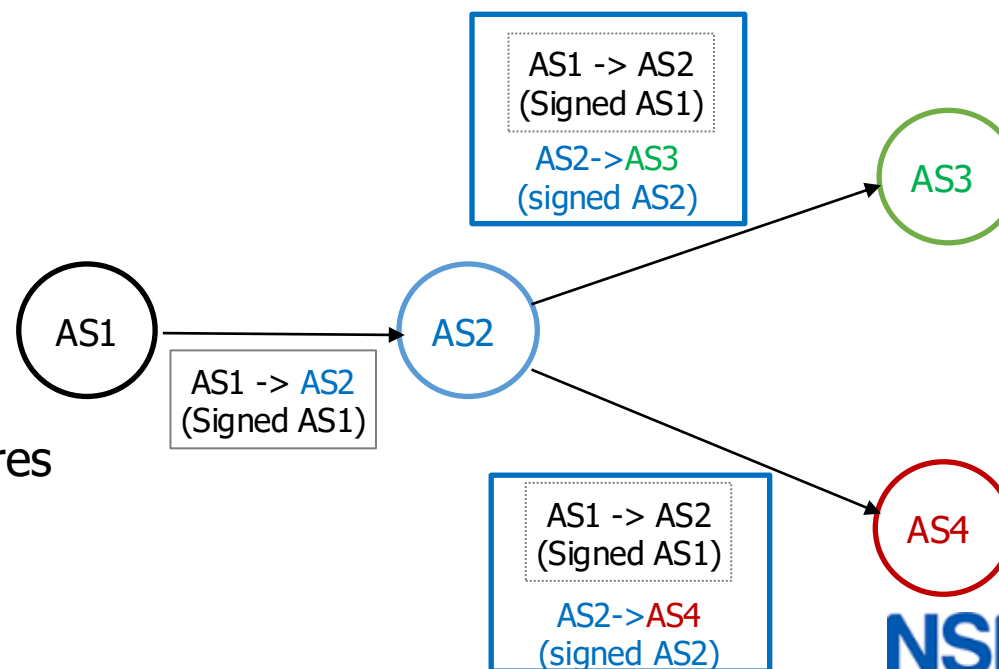 AS1 -> AS2
(Signed AS1)
AS2->AS3
(signed AS2)
AS3
AS1
AS2
AS1 -> AS2
(Signed AS1)
res
AS1 -> AS2
(Signed AS1)
AS2->AS4
(signed AS2)
AS4
NS